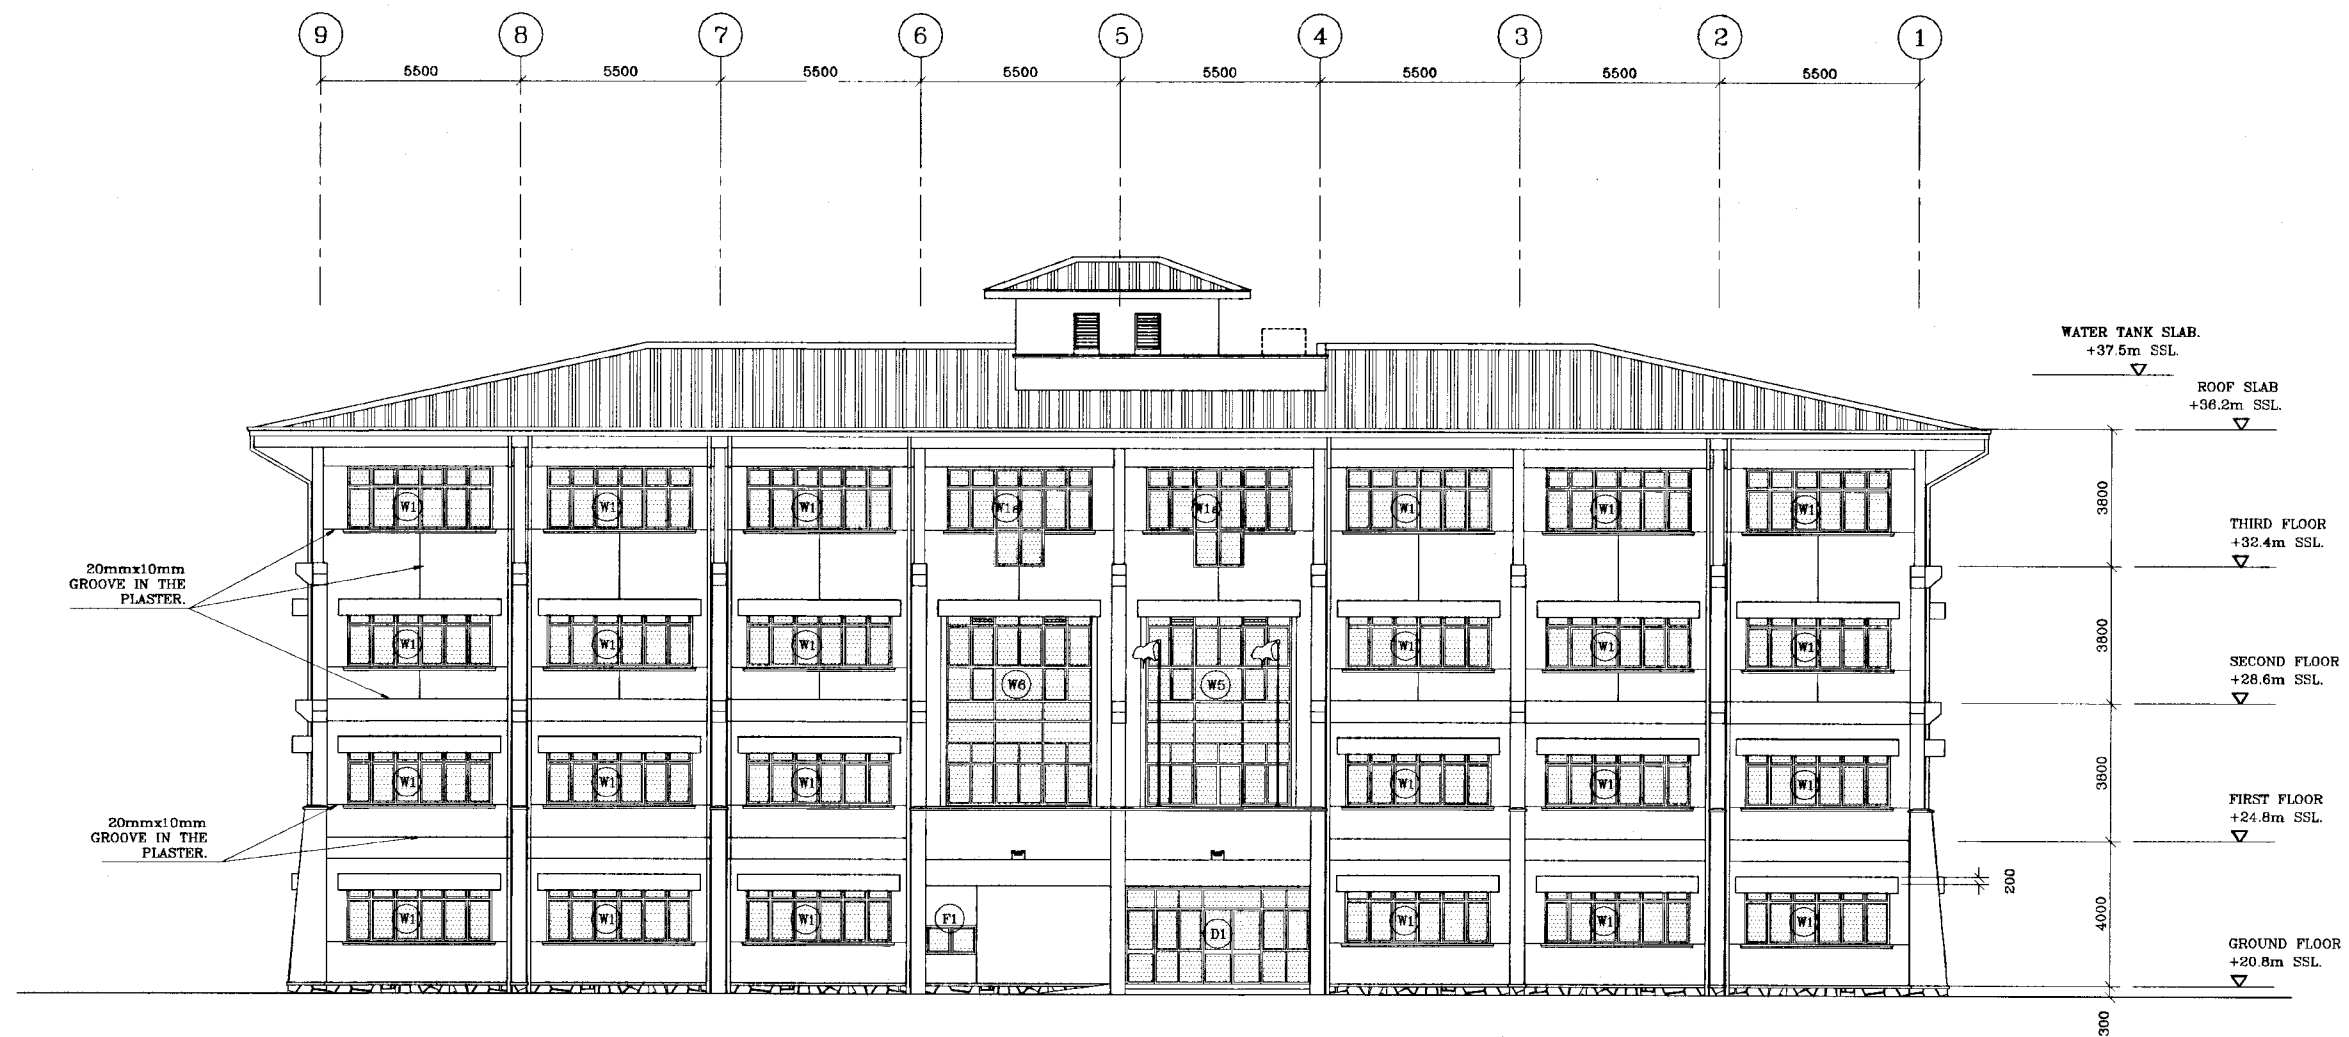 9 8 7 6 5 4 3 2 1
5500 5500 5500 5500 5500 5500 5500 5500
WATER TANK SLAB.
+37.5m SSL.
ROOF SLAB
+36.2m SSL.
W1 W1 W1 W1a W1a W1 W1 W1
3800
THIRD FLOOR
+32.4m SSL.
20mmx10mm
GROOVE IN THE
PLASTER.
W1 W1 W1 W1 W1 W1
3800
SECOND FLOOR
+28.6m SSL.
W6 W5
W1 W1 W1 W1 W1 W1
3800
FIRST FLOOR
+24.8m SSL.
20mmx10mm
GROOVE IN THE
PLASTER.
200
W1 W1 W1 F1 D1 W1 W1 W1
4000
GROUND FLOOR
+20.8m SSL.
300